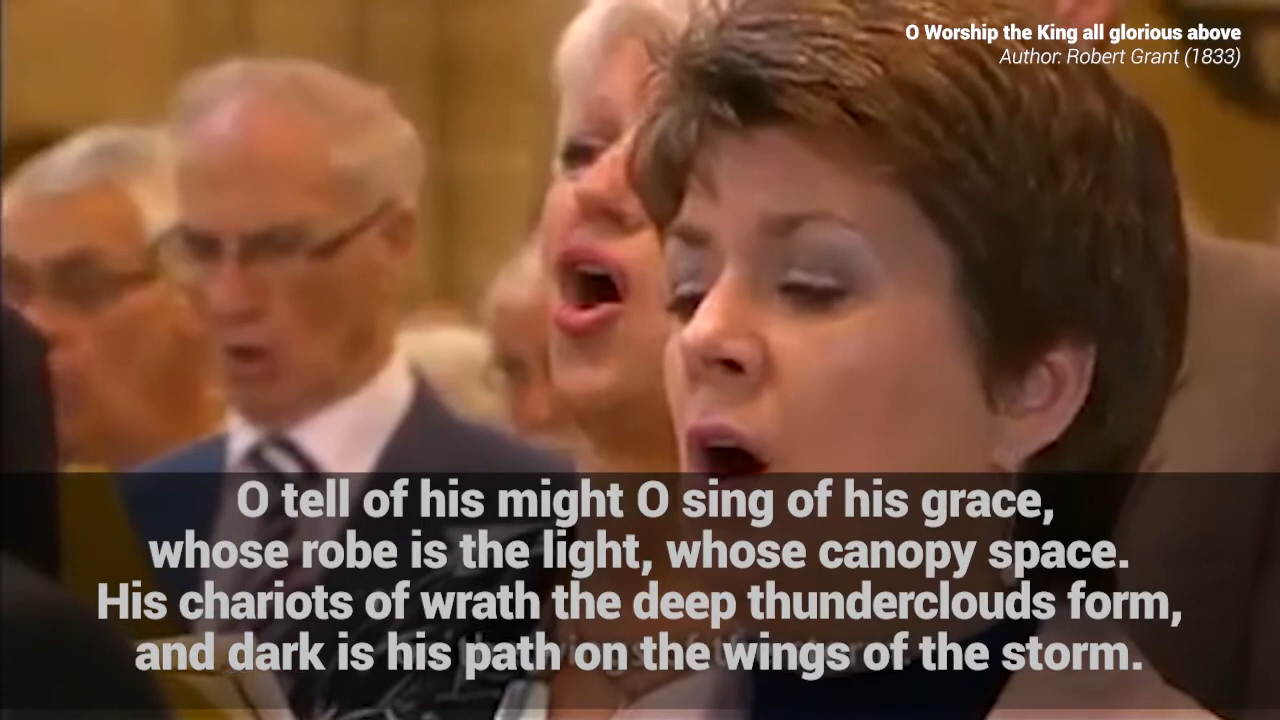 O Worship the King all glorious above
Author: Robert Grant (1833)
O tell of his might O sing of his grace,
whose robe is the light, whose canopy space.
His chariots of wrath the deep thunderclouds form,
and dark is his path on the wings of the storm.